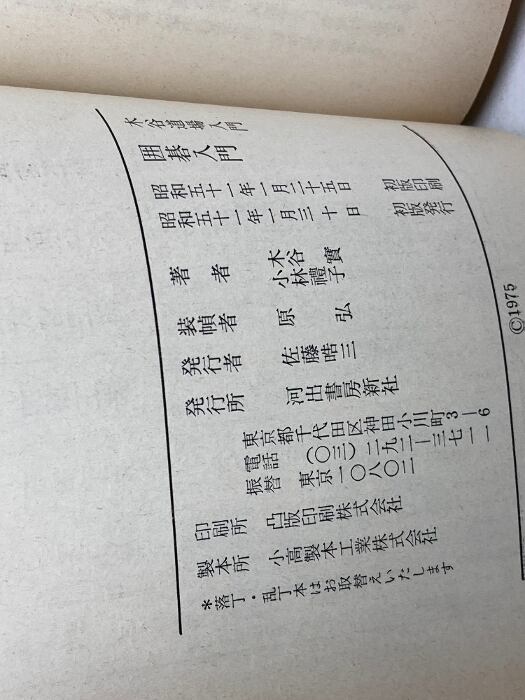 木谷道場入門
囲碁入門
昭和五十一年一月二十五日 初版印刷
昭和五十一年一月三十日 初版発行
著者 木谷實
小林禮子
装幀者 原弘
発行者 佐藤晧三
発行所 河出書房新社
東京都千代田区神田小川町3―6
電話 (〇三)二九二―三七一一
振替 東京一〇八〇二
印刷所 凸版印刷株式会社
製本所 小高製本工業株式会社
*落丁・乱丁本はお取替えいたします
©1975